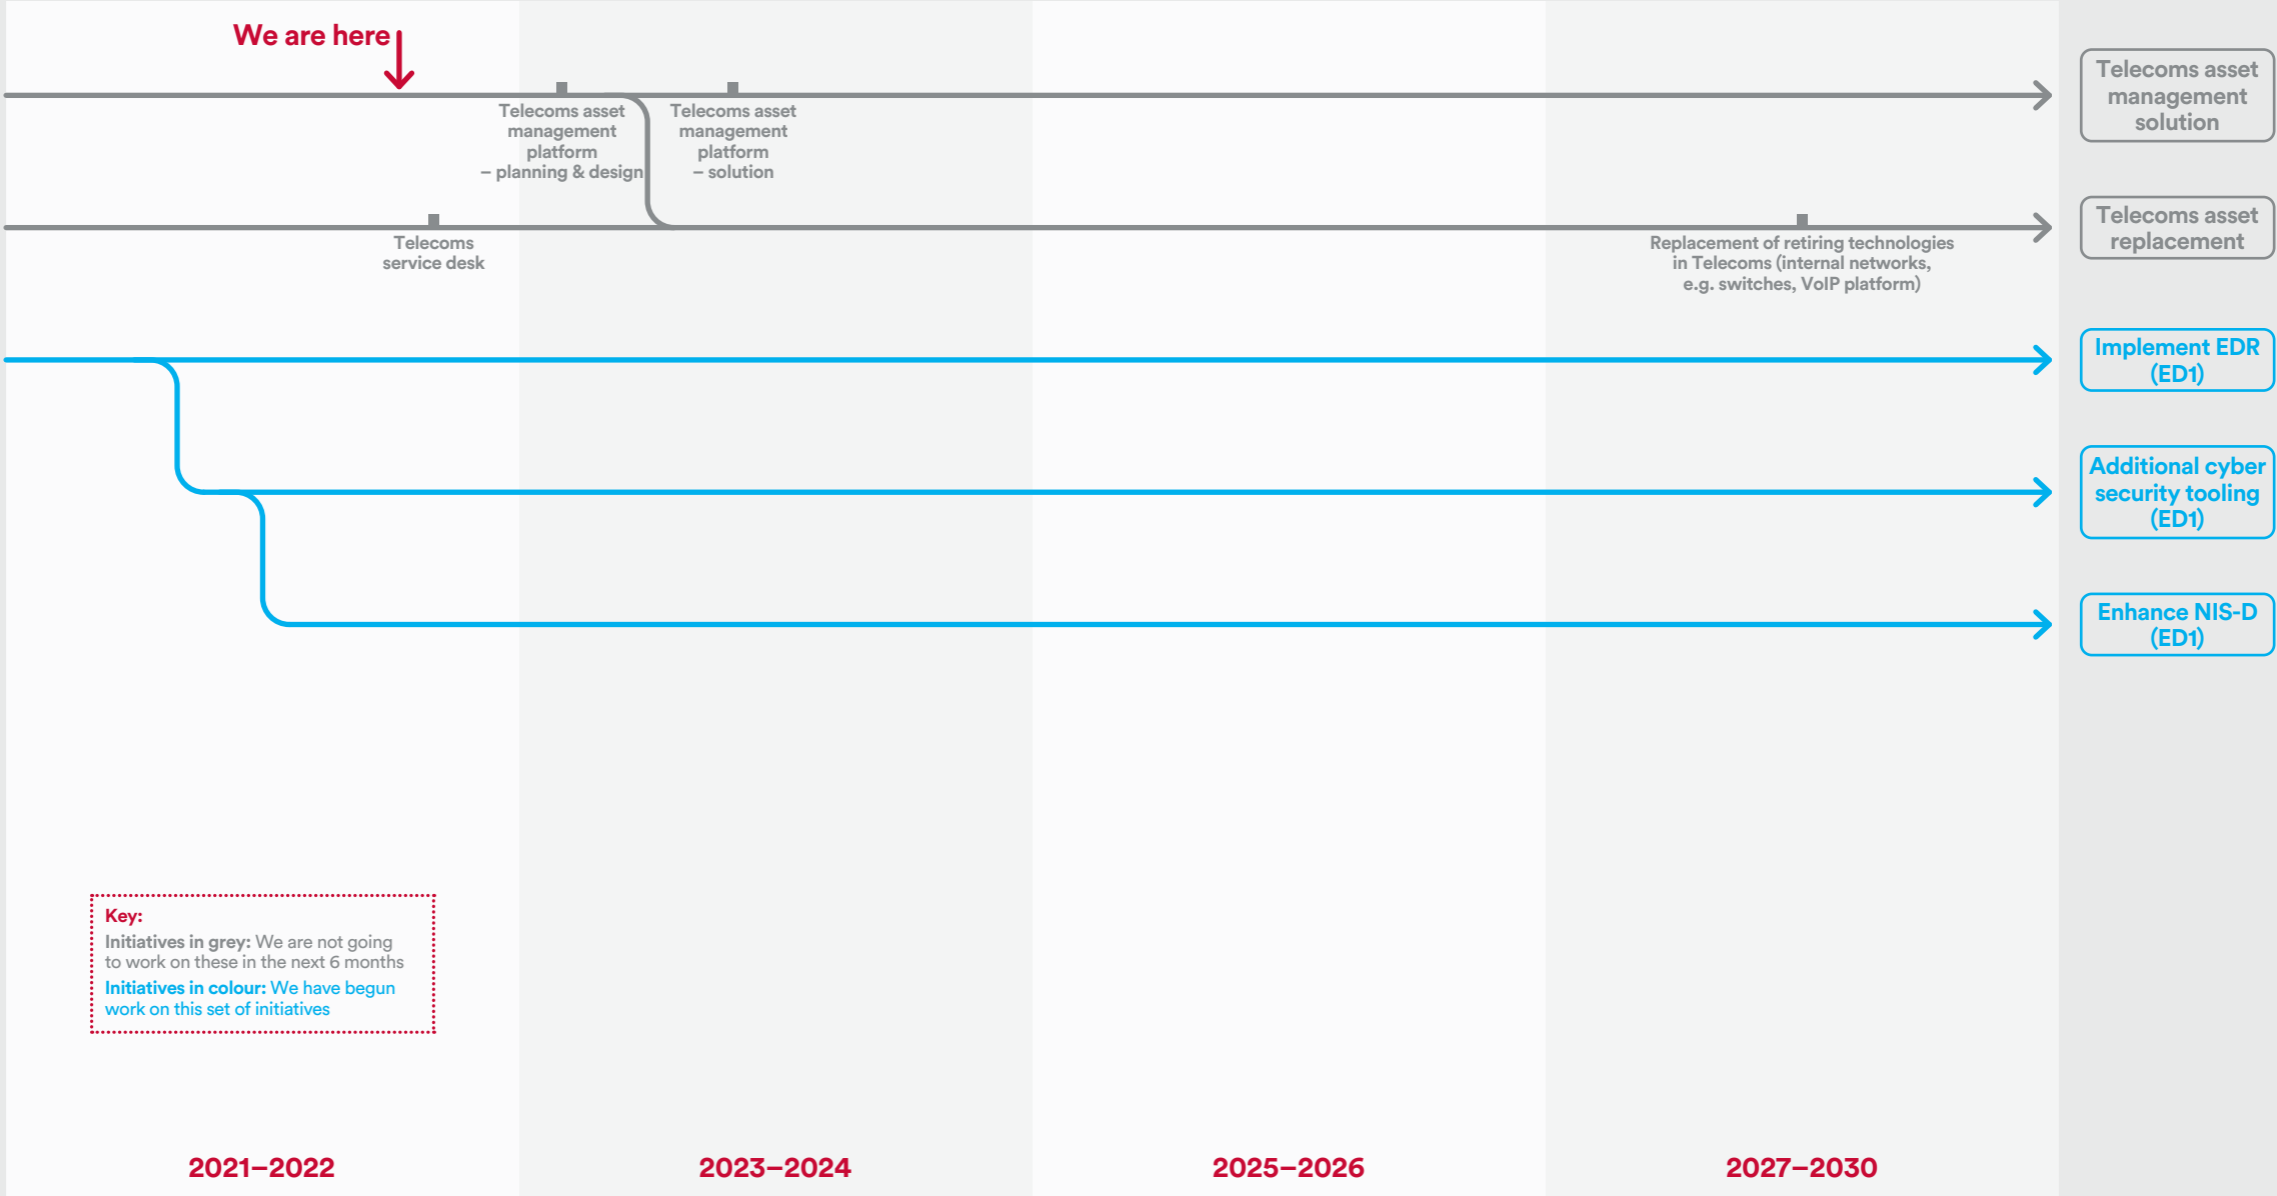 We are here
Telecoms asset
management
platform
– planning & design
Telecoms asset
management
platform
– solution
Telecoms asset
management
solution
Telecoms
service desk
Replacement of retiring technologies
in Telecoms (internal networks,
e.g. switches, VoIP platform)
Telecoms asset
replacement
Implement EDR
(ED1)
Additional cyber
security tooling
(ED1)
Enhance NIS-D
(ED1)
Key:
Initiatives in grey: We are not going
to work on these in the next 6 months
Initiatives in colour: We have begun
work on this set of initiatives
2021–2022
2023–2024
2025–2026
2027–2030